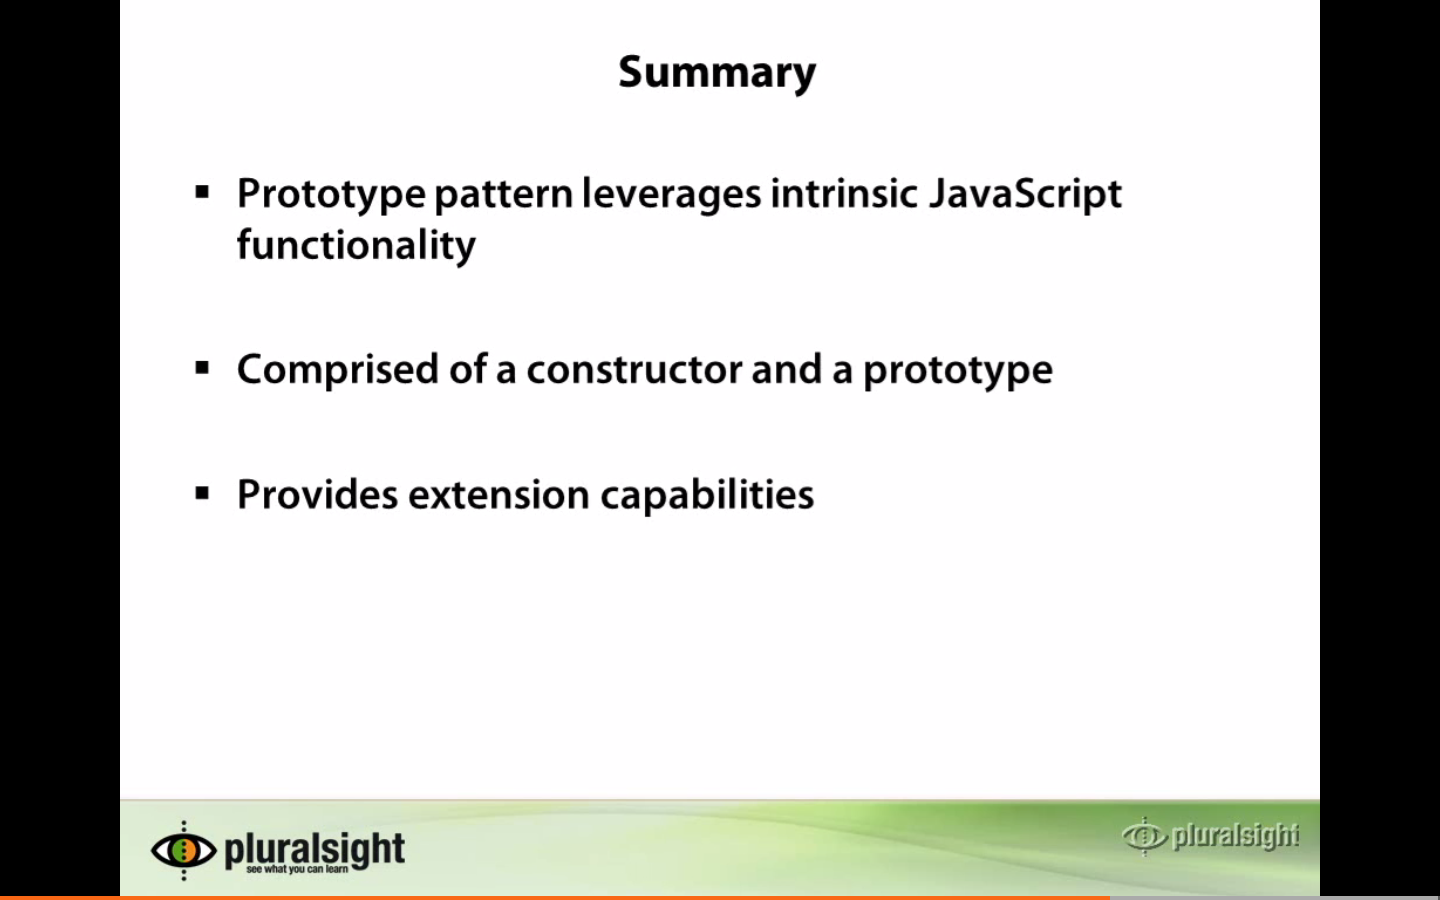 Summary
▪ Prototype pattern leverages intrinsic JavaScript
functionality
▪ Comprised of a constructor and a prototype
▪ Provides extension capabilities
pluralsight
see what you can learn
pluralsight